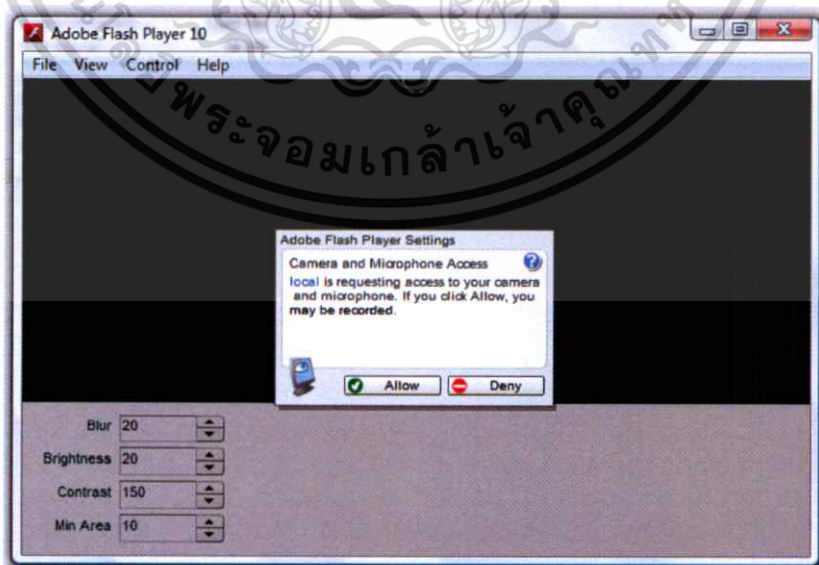 Adobe Flash Player 10
File View Control Help
พระจอมเกล้าเจ้าคุณ
Adobe Flash Player Settings
Camera and Microphone Access
local is requesting access to your camera
and microphone. If you click Allow, you
may be recorded.
Allow Deny
Blur 20
Brightness 20
Contrast 150
Min Area 10